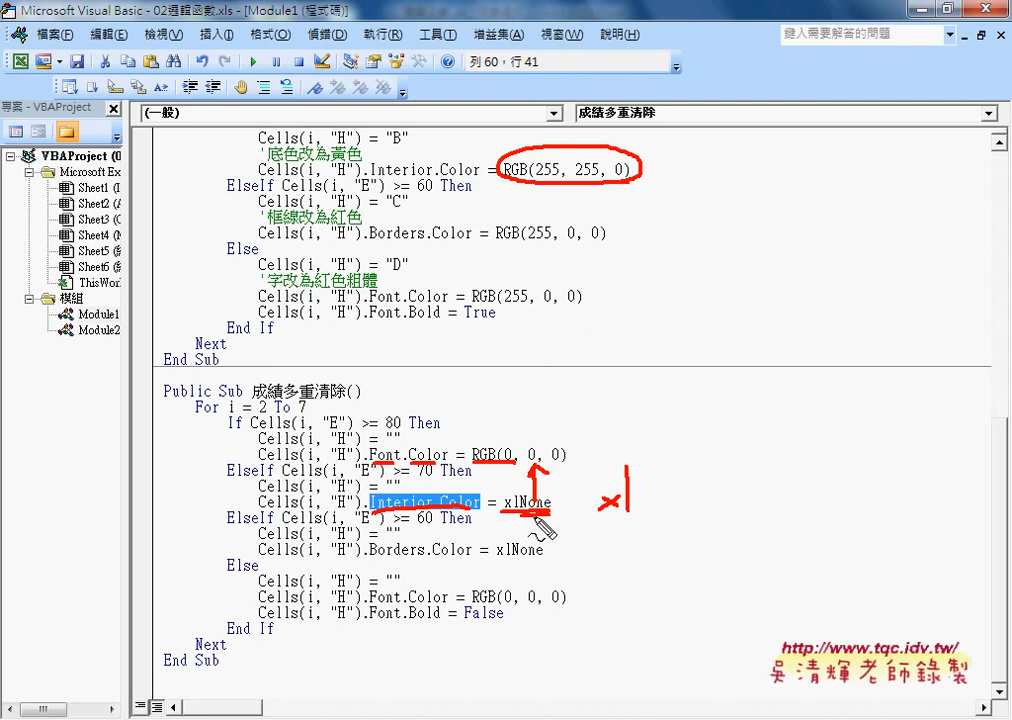 Microsoft Visual Basic - 02邏輯函數.xls - [Module1 (程式碼)]
檔案(F) 編輯(E) 檢視(V) 插入(I) 格式(O) 偵錯(D) 執行(R) 工具(T) 增益集(A) 視窗(W) 說明(H) 鍵入需要解答的問題
列 60，行 41
專案 - VBAProject
(一般) 成績多重清除
VBAProject (0
Microsoft Ex
Sheet1 (I
Sheet2 (A
Sheet3 (C
Sheet4 (M
Sheet5 (
Sheet6 (
ThisWor
模組
Module1
Module2
Cells(i, "H") = "B"
'底色改為黃色
Cells(i, "H").Interior.Color = RGB(255, 255, 0)
ElseIf Cells(i, "E") >= 60 Then
Cells(i, "H") = "C"
'框線改為紅色
Cells(i, "H").Borders.Color = RGB(255, 0, 0)
Else
Cells(i, "H") = "D"
'字改為紅色粗體
Cells(i, "H").Font.Color = RGB(255, 0, 0)
Cells(i, "H").Font.Bold = True
End If
Next
End Sub
Public Sub 成績多重清除()
For i = 2 To 7
If Cells(i, "E") >= 80 Then
Cells(i, "H") = ""
Cells(i, "H").Font.Color = RGB(0, 0, 0)
ElseIf Cells(i, "E") >= 70 Then
Cells(i, "H") = ""
Cells(i, "H").Interior.Color = xlNone
xl
ElseIf Cells(i, "E") >= 60 Then
Cells(i, "H") = ""
Cells(i, "H").Borders.Color = xlNone
Else
Cells(i, "H") = ""
Cells(i, "H").Font.Color = RGB(0, 0, 0)
Cells(i, "H").Font.Bold = False
End If
Next
End Sub
http://www.tqc.idv.tw/
吳清輝老師錄製